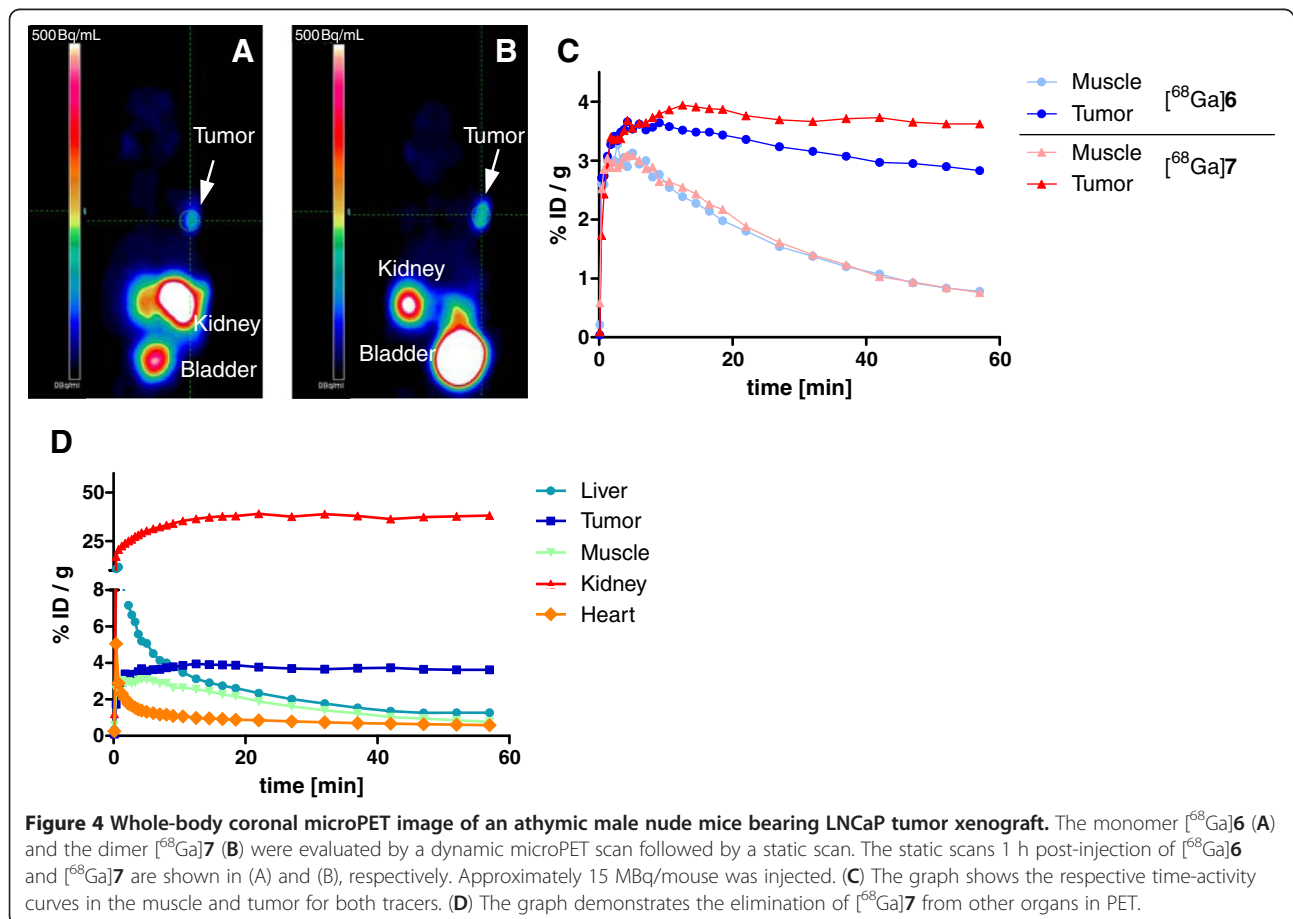 500Bq/mL
A
Tumor
Kidney
Bladder
0Bq/ml
500Bq/mL
B
Tumor
Kidney
Bladder
0Bq/ml
C
% ID / g
4
3
2
1
0
0 20 40 60
time [min]
Muscle
Tumor
[⁶⁸Ga]6
Muscle
Tumor
[⁶⁸Ga]7
D
% ID / g
50
25
8
6
4
2
0
0 20 40 60
time [min]
Liver
Tumor
Muscle
Kidney
Heart
Figure 4 Whole-body coronal microPET image of an athymic male nude mice bearing LNCaP tumor xenograft. The monomer [⁶⁸Ga]6 (A)
and the dimer [⁶⁸Ga]7 (B) were evaluated by a dynamic microPET scan followed by a static scan. The static scans 1 h post-injection of [⁶⁸Ga]6
and [⁶⁸Ga]7 are shown in (A) and (B), respectively. Approximately 15 MBq/mouse was injected. (C) The graph shows the respective time-activity
curves in the muscle and tumor for both tracers. (D) The graph demonstrates the elimination of [⁶⁸Ga]7 from other organs in PET.